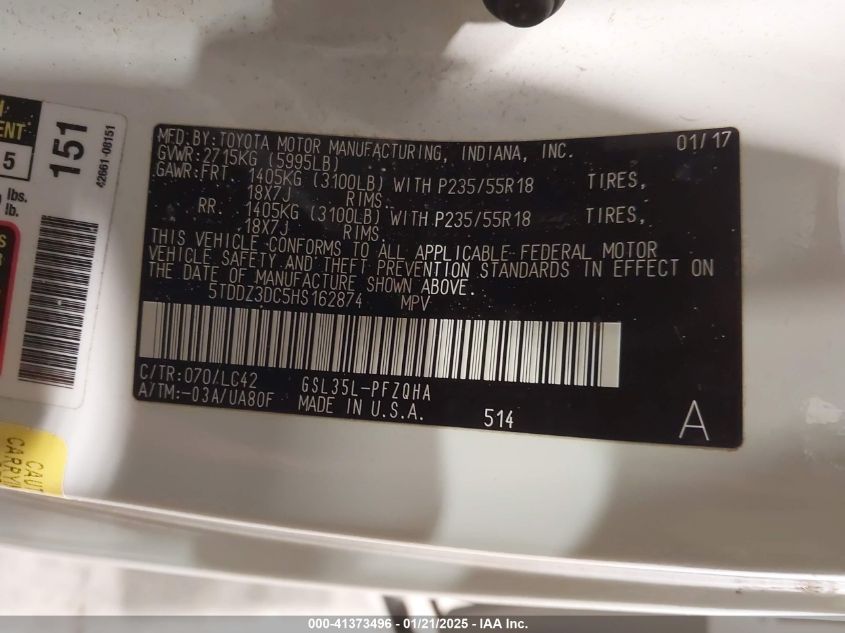 MFD. BY: TOYOTA MOTOR MANUFACTURING, INDIANA, INC. 01/17
GVWR: 2715KG (5995LB)
GAWR: FRT 1405KG (3100LB) WITH P235/55R18 TIRES,
18X7J RIMS.
RR. 1405KG (3100LB) WITH P235/55R18 TIRES,
18X7J RIMS
THIS VEHICLE CONFORMS TO ALL APPLICABLE FEDERAL MOTOR
VEHICLE SAFETY AND THEFT PREVENTION STANDARDS IN EFFECT ON
THE DATE OF MANUFACTURE SHOWN ABOVE.
5TDDZ3DC5HS162874 MPV
C/TR: 070/LC42 GSL35L-PFZQHA
A/TM: -03A/UA80F MADE IN U.S.A. 514 A
5
lbs.
lb.
151
42661-08151
000-41373496 - 01/21/2025 - IAA Inc.